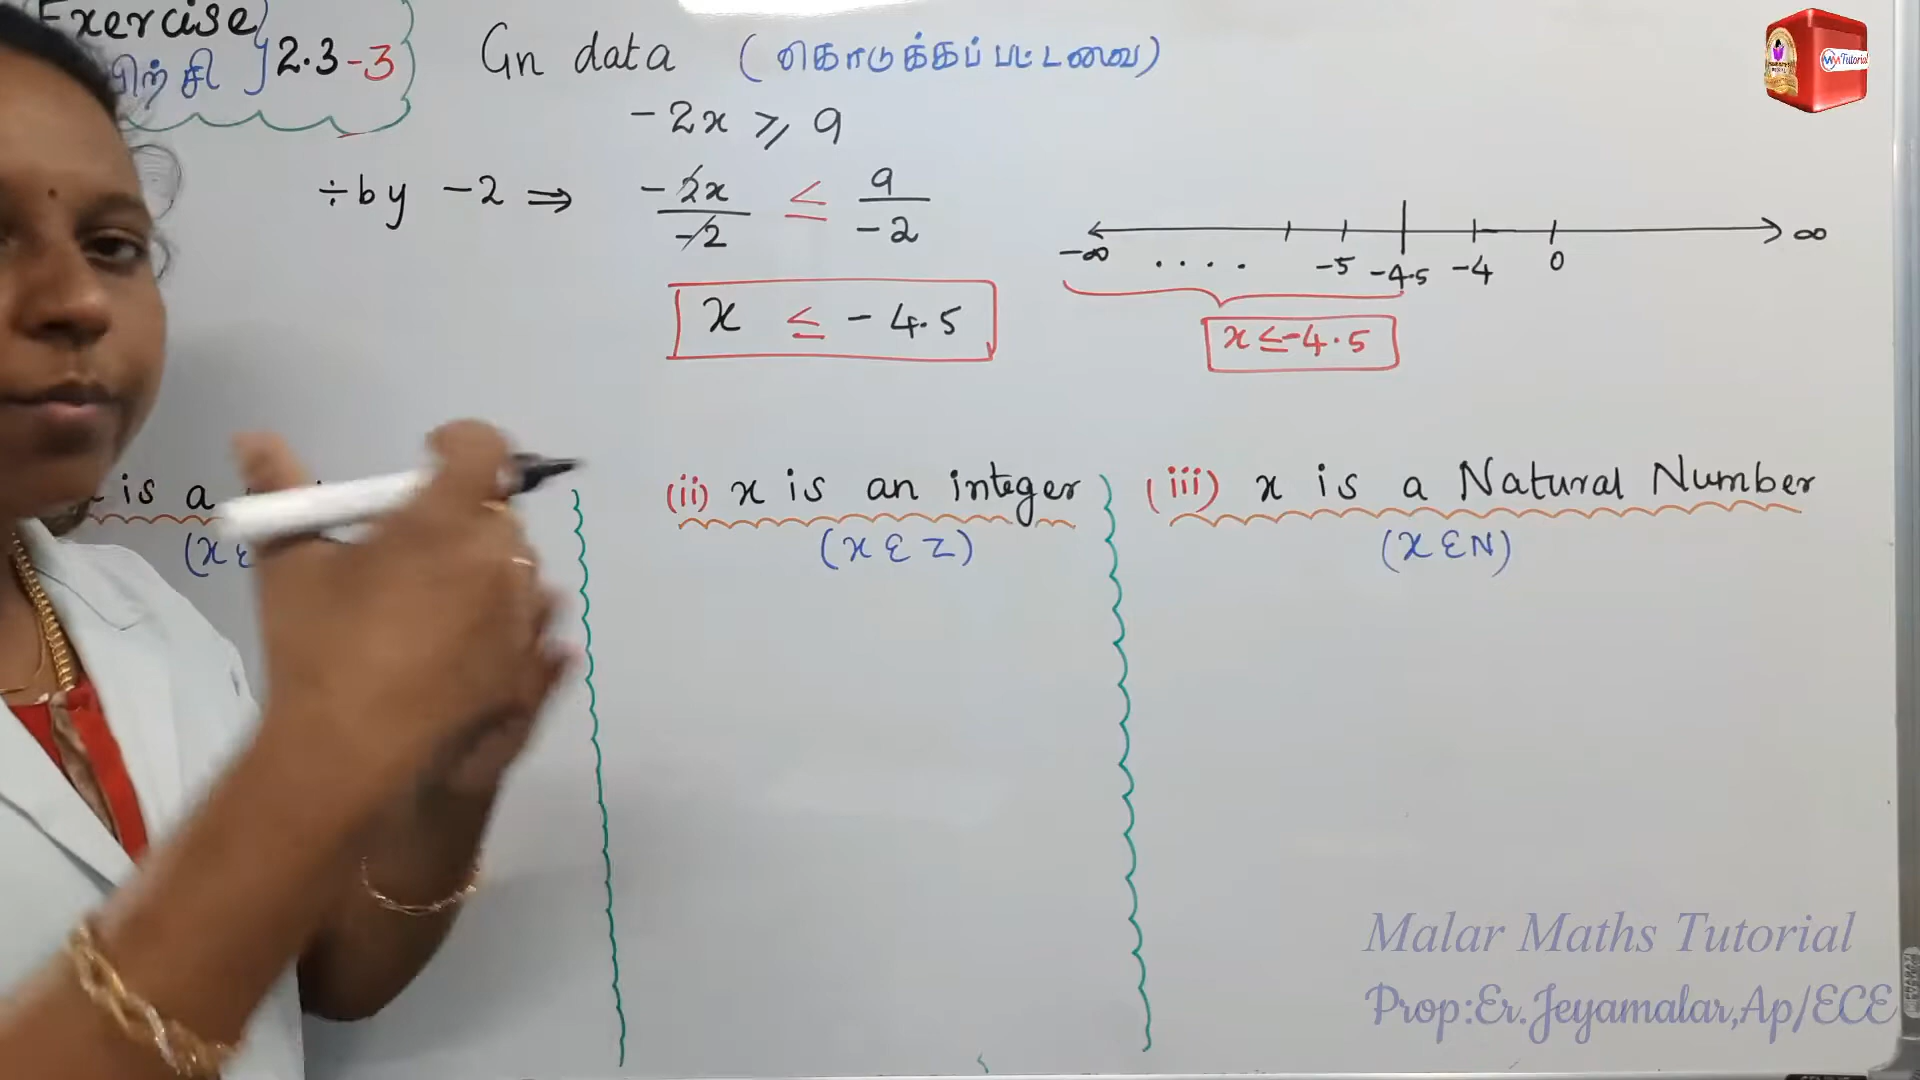 Exercise
2.3-3
Gn data (கொடுக்கப்பட்டவை)
-2x ≥ 9
÷by -2 ⇒ -2x/-2 ≤ 9/-2
x ≤ -4.5
-∞ .... -5 -4.5 -4 0 ∞
x ≤ -4.5
is a
(ii) x is an integer
(x ε Z)
(iii) x is a Natural Number
(x ε N)
(x ε
Tutorial
Malar Maths Tutorial
Prop:Er.Jeyamalar,Ap/ECE